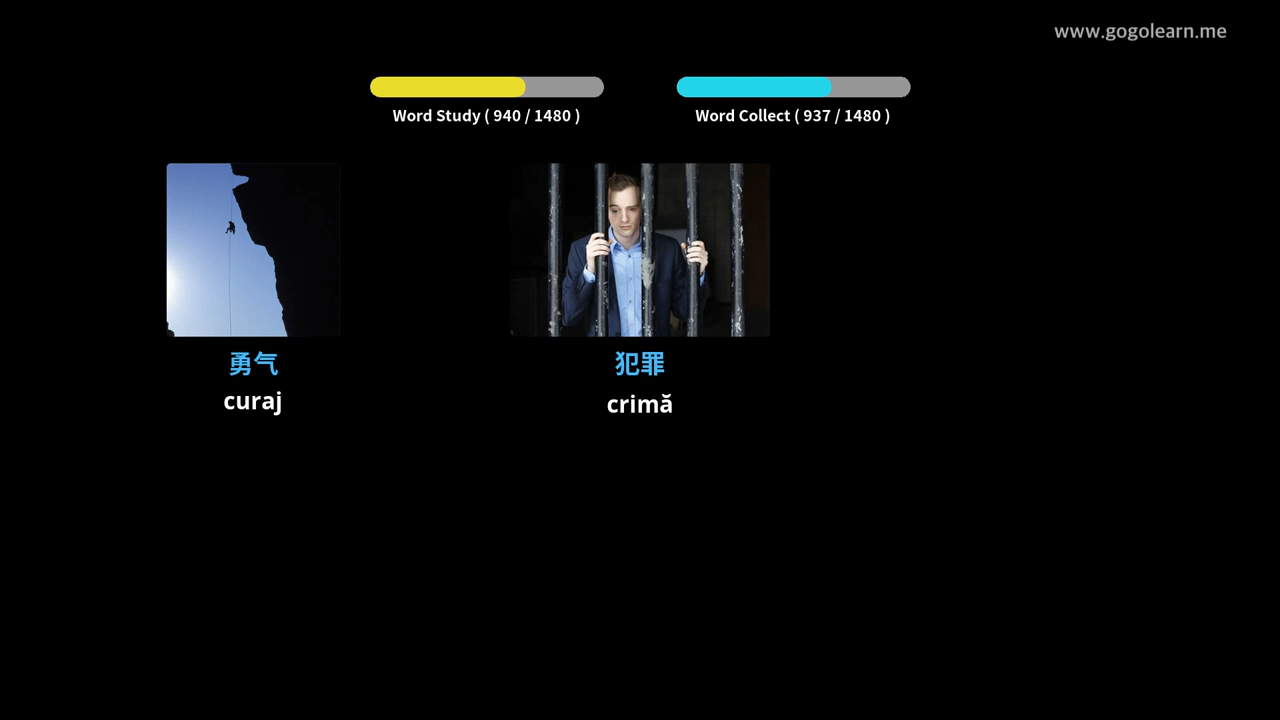 www.gogolearn.me
Word Study ( 940 / 1480 )
Word Collect ( 937 / 1480 )
勇气
curaj
犯罪
crimă